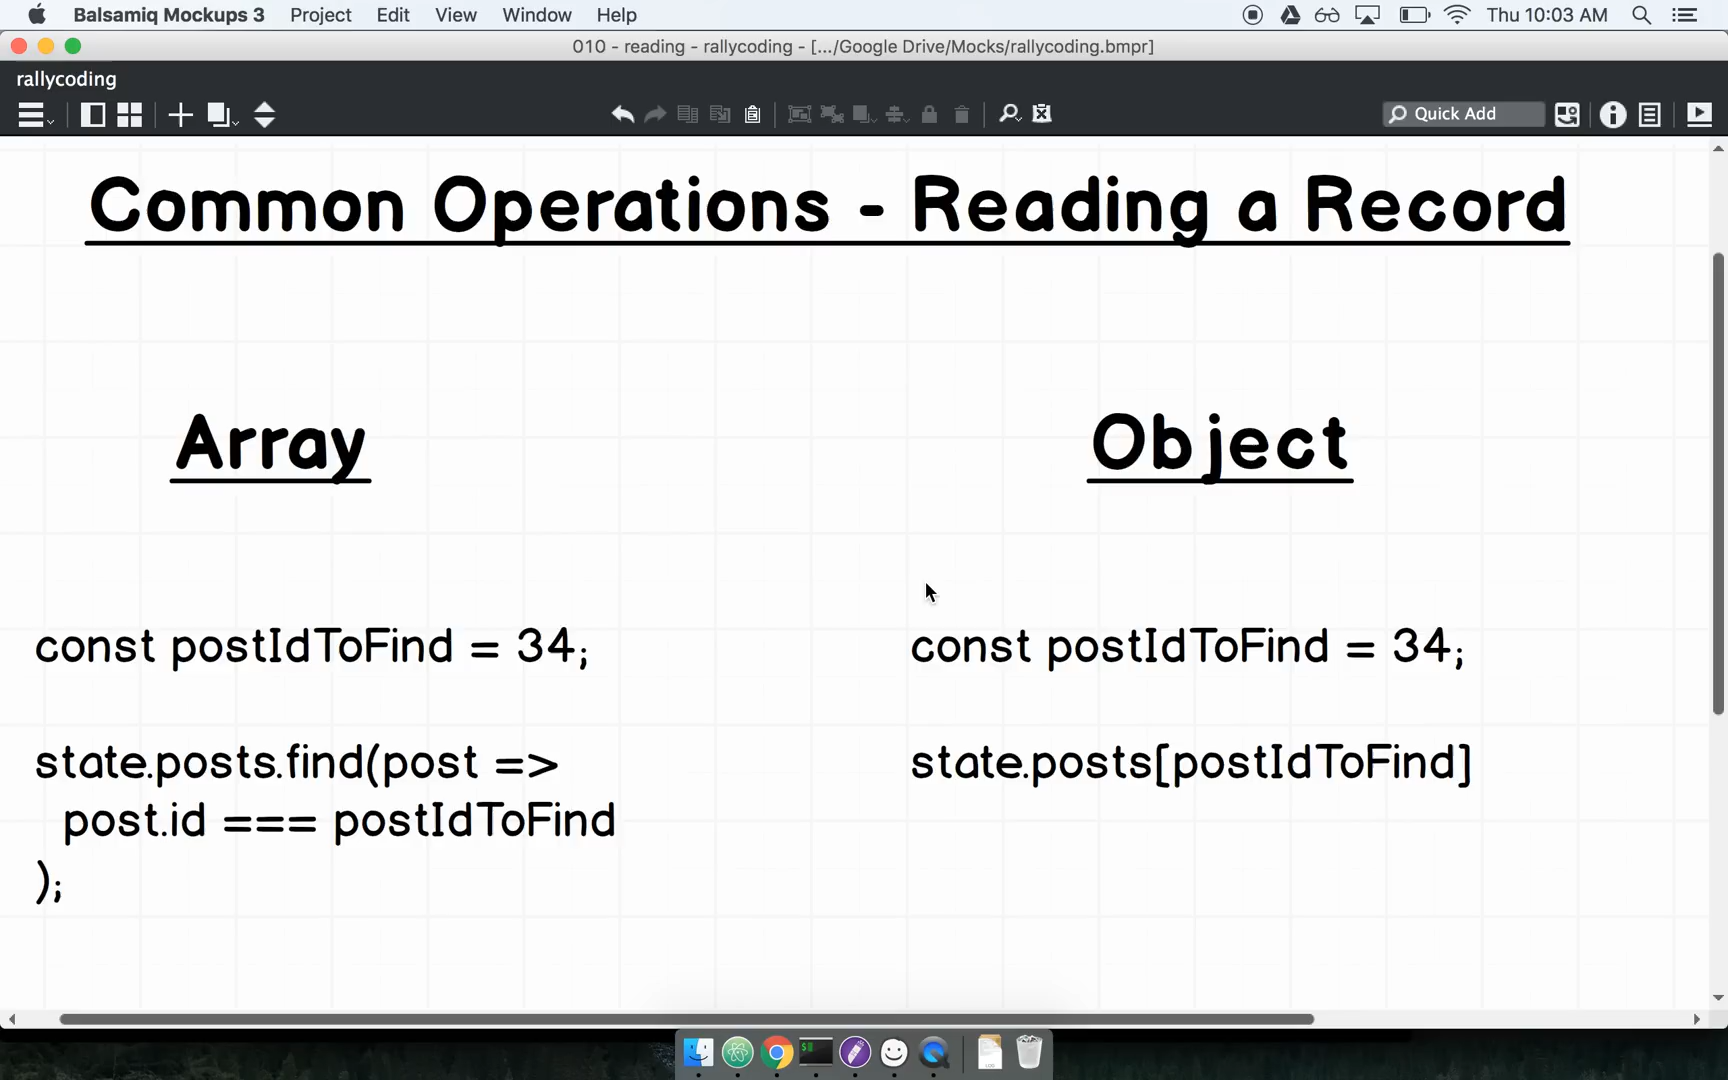 Balsamiq Mockups 3 Project Edit View Window Help Thu 10:03 AM
010 - reading - rallycoding - [.../Google Drive/Mocks/rallycoding.bmpr]
rallycoding
Quick Add
Common Operations - Reading a Record
Array
Object
const postIdToFind = 34;
state.posts.find(post =>
post.id === postIdToFind
);
const postIdToFind = 34;
state.posts[postIdToFind]